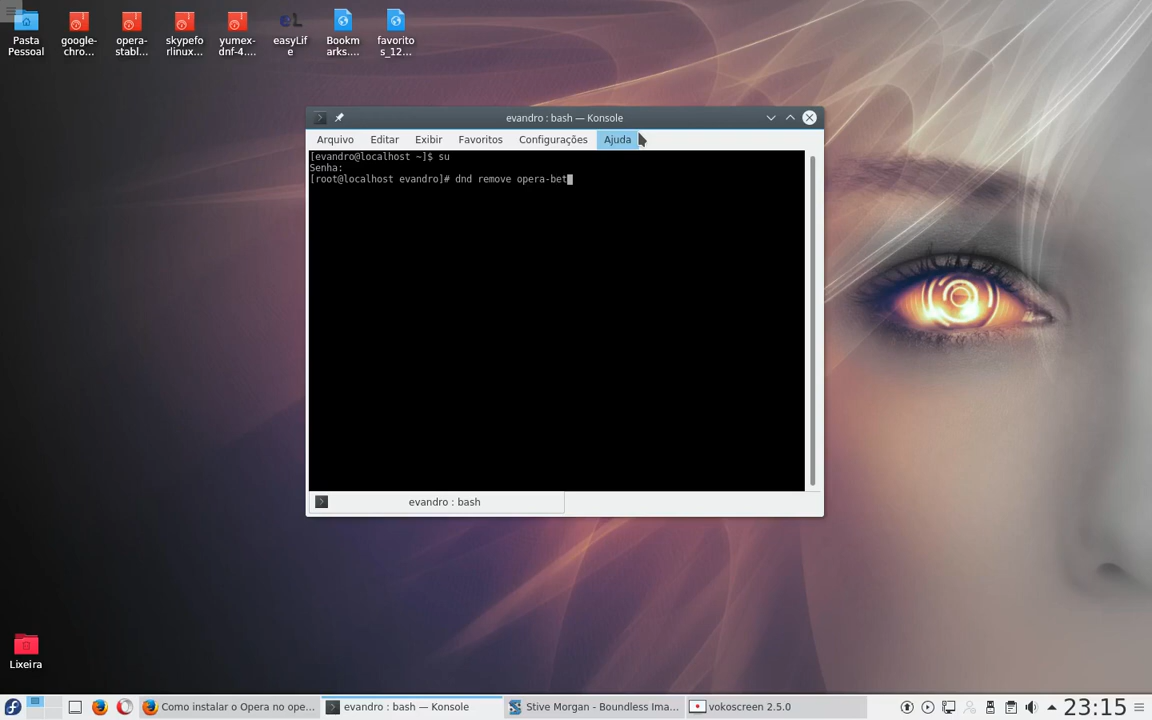 Pasta
Pessoal
google-
chro...
opera-
stabl...
skypefo
rlinux...
yumex-
dnf-4....
easyLif
e
Bookm
arks....
favorito
s_12...
evandro : bash — Konsole
Arquivo Editar Exibir Favoritos Configurações Ajuda
[evandro@localhost ~]$ su
Senha:
[root@localhost evandro]# dnd remove opera-bet
evandro : bash
Lixeira
Como instalar o Opera no ope...
evandro : bash — Konsole
Stive Morgan - Boundless Ima...
vokoscreen 2.5.0
23:15